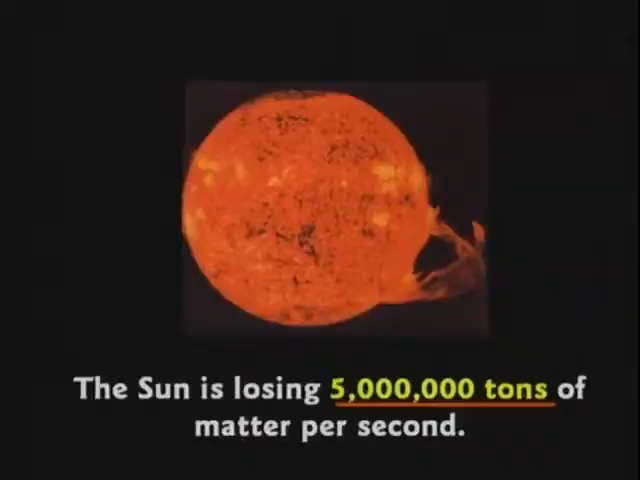 The Sun is losing 5,000,000 tons of
matter per second.